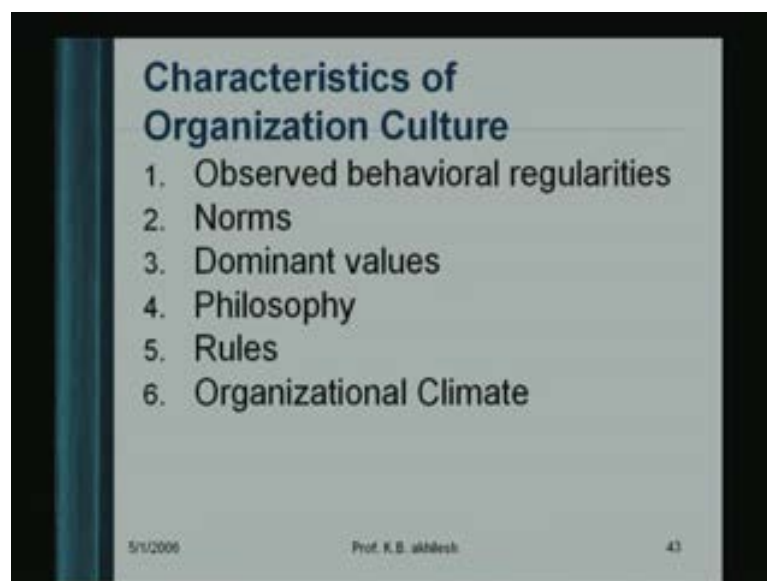 Characteristics of
Organization Culture
1. Observed behavioral regularities
2. Norms
3. Dominant values
4. Philosophy
5. Rules
6. Organizational Climate
5/1/2006 Prof. K.B. akhilesh 43